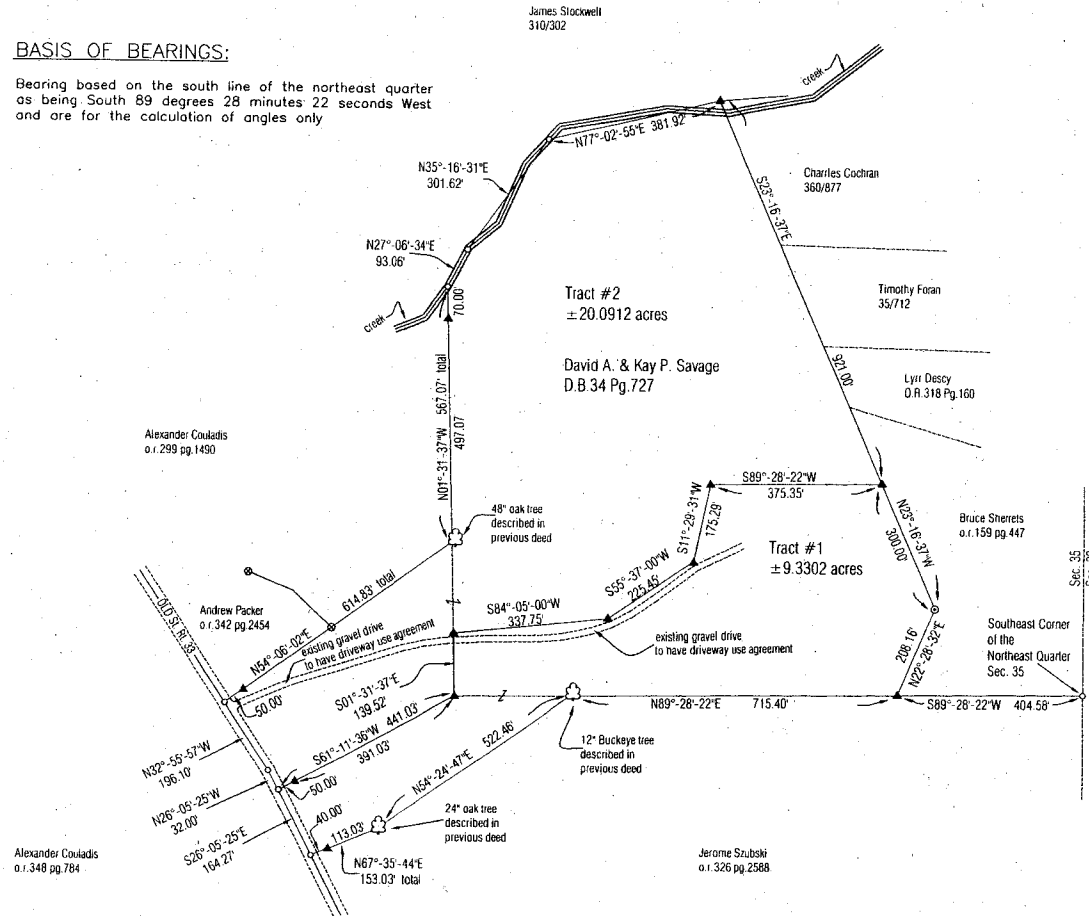 James Stockwell
310/302
BASIS OF BEARINGS:
Bearing based on the south line of the northeast quarter
as being South 89 degrees 28 minutes 22 seconds West
and are for the calculation of angles only
creek
N77°-02'-55"E 381.92'
N35°-16'-31"E
301.62'
Charrles Cochran
360/877
S23°-16'-37"E
N27°-06'-34"E
93.06'
creek
70.00'
Tract #2
±20.0912 acres
Timothy Foran
35/712
David A. & Kay P. Savage
D.B.34 Pg.727
921.00'
Lyrr Descy
O.R.318 Pg.160
N01°-31'-37"W 567.07' total
497.07
Alexander Couladis
o.r.299 pg.1490
S89°-28'-22"W
375.35'
S11°-29'-31"W
175.29'
N23°-16'-37"W
300.00'
48" oak tree
described in
previous deed
Bruce Sherrets
o.r.159 pg.447
Sec. 35
Tract #1
±9.3302 acres
614.83' total
N54°-06'-02"E
S55°-37'-00"W
225.45'
Andrew Packer
o.r.342 pg.2454
OLD St. Rt. 33
S84°-05'-00"W
337.75'
existing gravel drive
to have driveway use agreement
existing gravel drive
to have driveway use agreement
208.16'
N22°-28'-32"E
Southeast Corner
of the
Northeast Quarter
Sec. 35
50.00'
S01°-31'-37"E
139.52'
N89°-28'-22"E 715.40'
S89°-28'-22"W 404.58'
S61°-11'-36"W 441.03'
391.03'
50.00'
N54°-24'-47"E 522.46'
12" Buckeye tree
described in
previous deed
N32°-55'-57"W
196.10'
N26°-05'-25"W
32.00'
S26°-05'-25"E
164.27'
40.00'
113.03'
24" oak tree
described in
previous deed
N67°-35'-44"E
153.03' total
Alexander Couladis
o.r.348 pg.784
Jerome Szubski
o.r.326 pg.2588